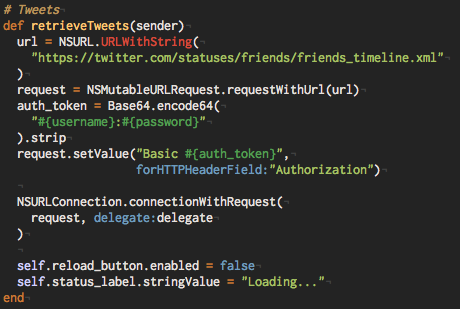 # Tweets¬
def retrieveTweets(sender)¬
  url = NSURL.URLWithString(¬
    "https://twitter.com/statuses/friends/friends_timeline.xml"¬
  )¬
  request = NSMutableURLRequest.requestWithUrl(url)¬
  auth_token = Base64.encode64(¬
    "#{username}:#{password}"¬
  ).strip¬
  request.setValue("Basic #{auth_token}",¬
                   forHTTPHeaderField:"Authorization")¬
¬
  NSURLConnection.connectionWithRequest(¬
    request, delegate:delegate¬
  )¬
¬
  self.reload_button.enabled = false¬
  self.status_label.stringValue = "Loading..."¬
end¬